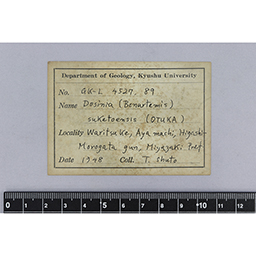 Department of Geology, Kyushu University
No. GK-L 4527, 89
Name Dosinia (Bonartemis)
suketoensis (OTUKA)
Locality Waritsuke, Aya machi, Higashi-
Morogata gun, Miyazaki Pref.
Date 1948 Coll. T. Shuto
0 1 2 3 4 5 6 7 8 9 10 11 12